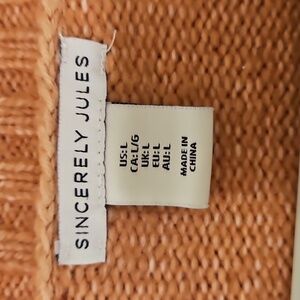 SINCERELY JULES
US:L
CA:L/G
UK:L
EU:L
AU:L
MADE IN
CHINA